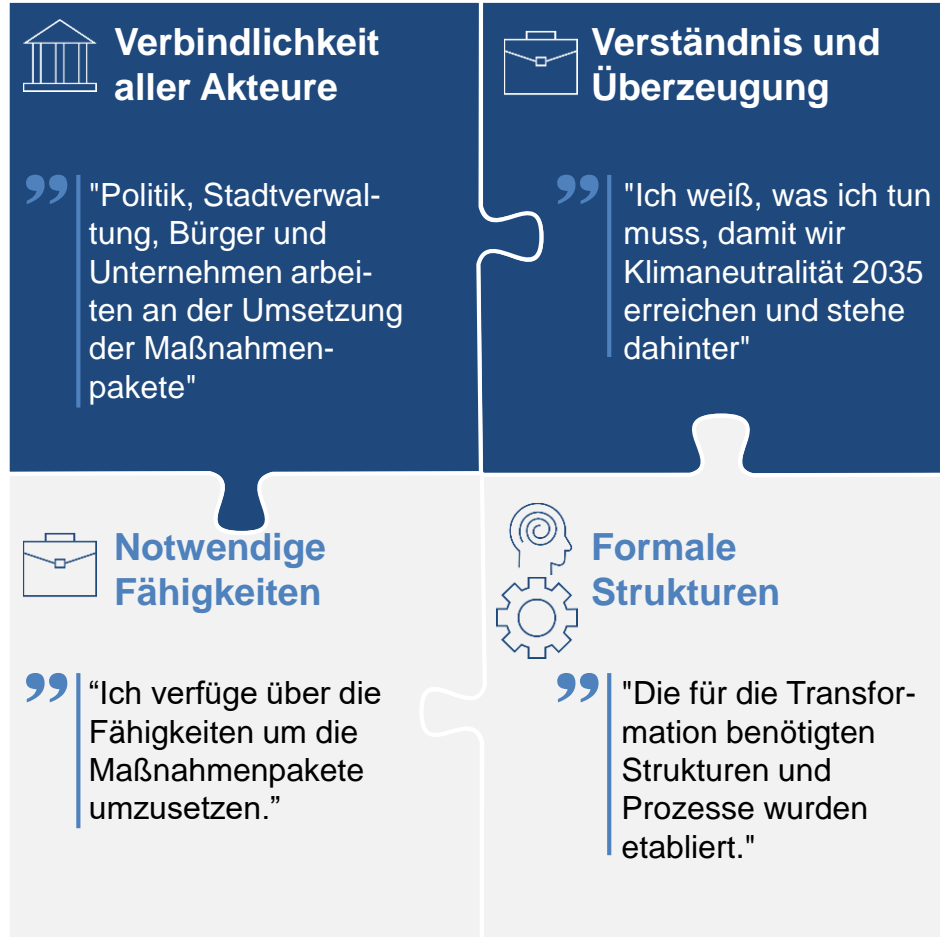 Verbindlichkeit
aller Akteure
"Politik, Stadtverwal-
tung, Bürger und
Unternehmen arbei-
ten an der Umsetzung
der Maßnahmen-
pakete"
Verständnis und
Überzeugung
"Ich weiß, was ich tun
muss, damit wir
Klimaneutralität 2035
erreichen und stehe
dahinter"
Notwendige
Fähigkeiten
“Ich verfüge über die
Fähigkeiten um die
Maßnahmenpakete
umzusetzen.”
Formale
Strukturen
"Die für die Transfor-
mation benötigten
Strukturen und
Prozesse wurden
etabliert."